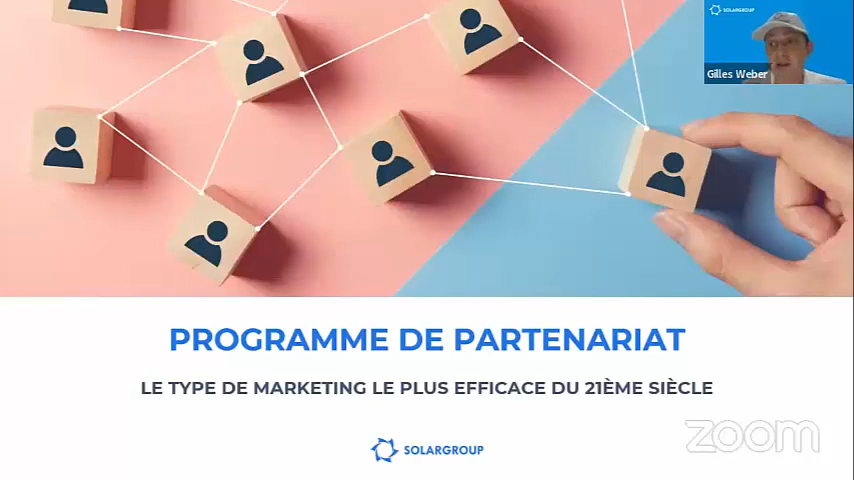 SOLARGROUP
Gilles Weber
PROGRAMME DE PARTENARIAT
LE TYPE DE MARKETING LE PLUS EFFICACE DU 21ÈME SIÈCLE
SOLARGROUP
zoom